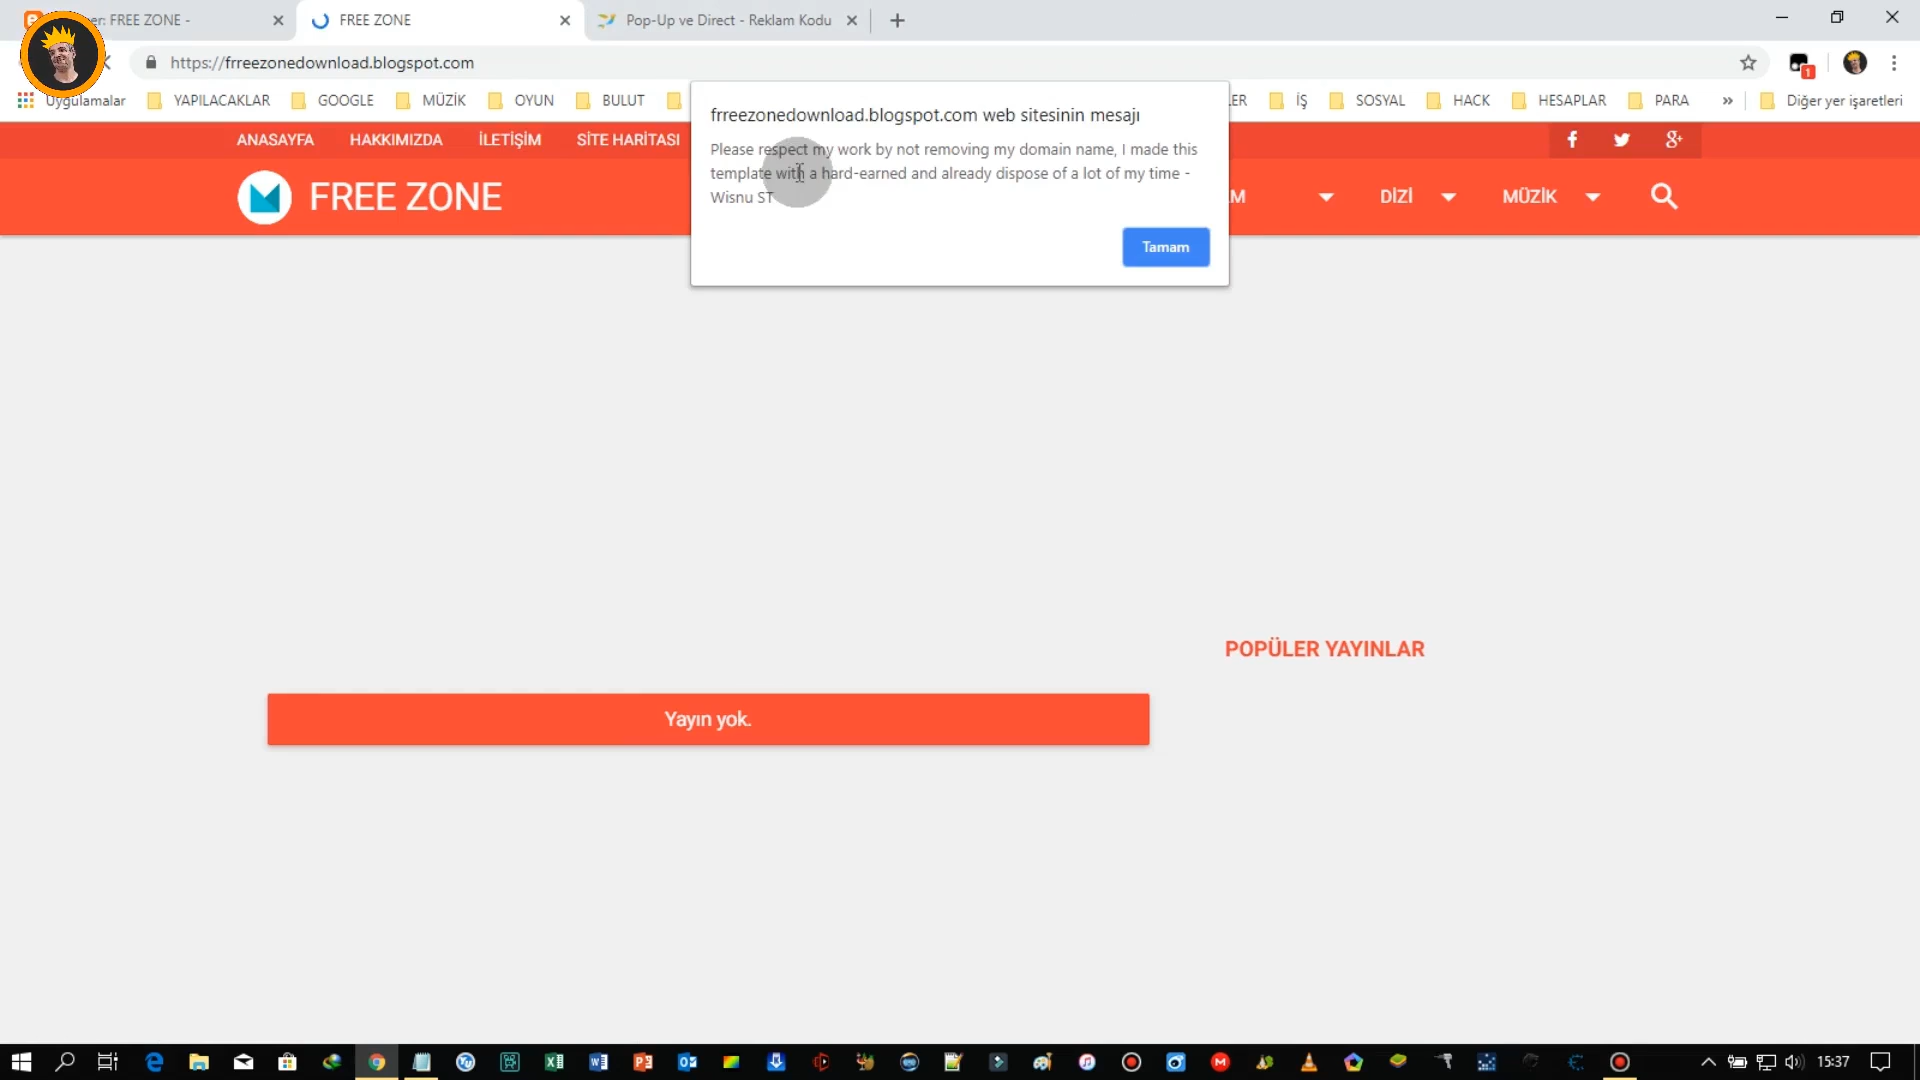 er: FREE ZONE -
FREE ZONE
Pop-Up ve Direct - Reklam Kodu
https://frreezonedownload.blogspot.com
1
Uygulamalar
YAPILACAKLAR
GOOGLE
MÜZİK
OYUN
BULUT
ER
İŞ
SOSYAL
HACK
HESAPLAR
PARA
»
Diğer yer işaretleri
frreezonedownload.blogspot.com web sitesinin mesajı
Please respect my work by not removing my domain name, I made this
template with a hard-earned and already dispose of a lot of my time -
Wisnu ST
Tamam
ANASAYFA
HAKKIMIZDA
İLETİŞİM
SİTE HARİTASI
FREE ZONE
M
DİZİ
MÜZİK
POPÜLER YAYINLAR
Yayın yok.
15:37